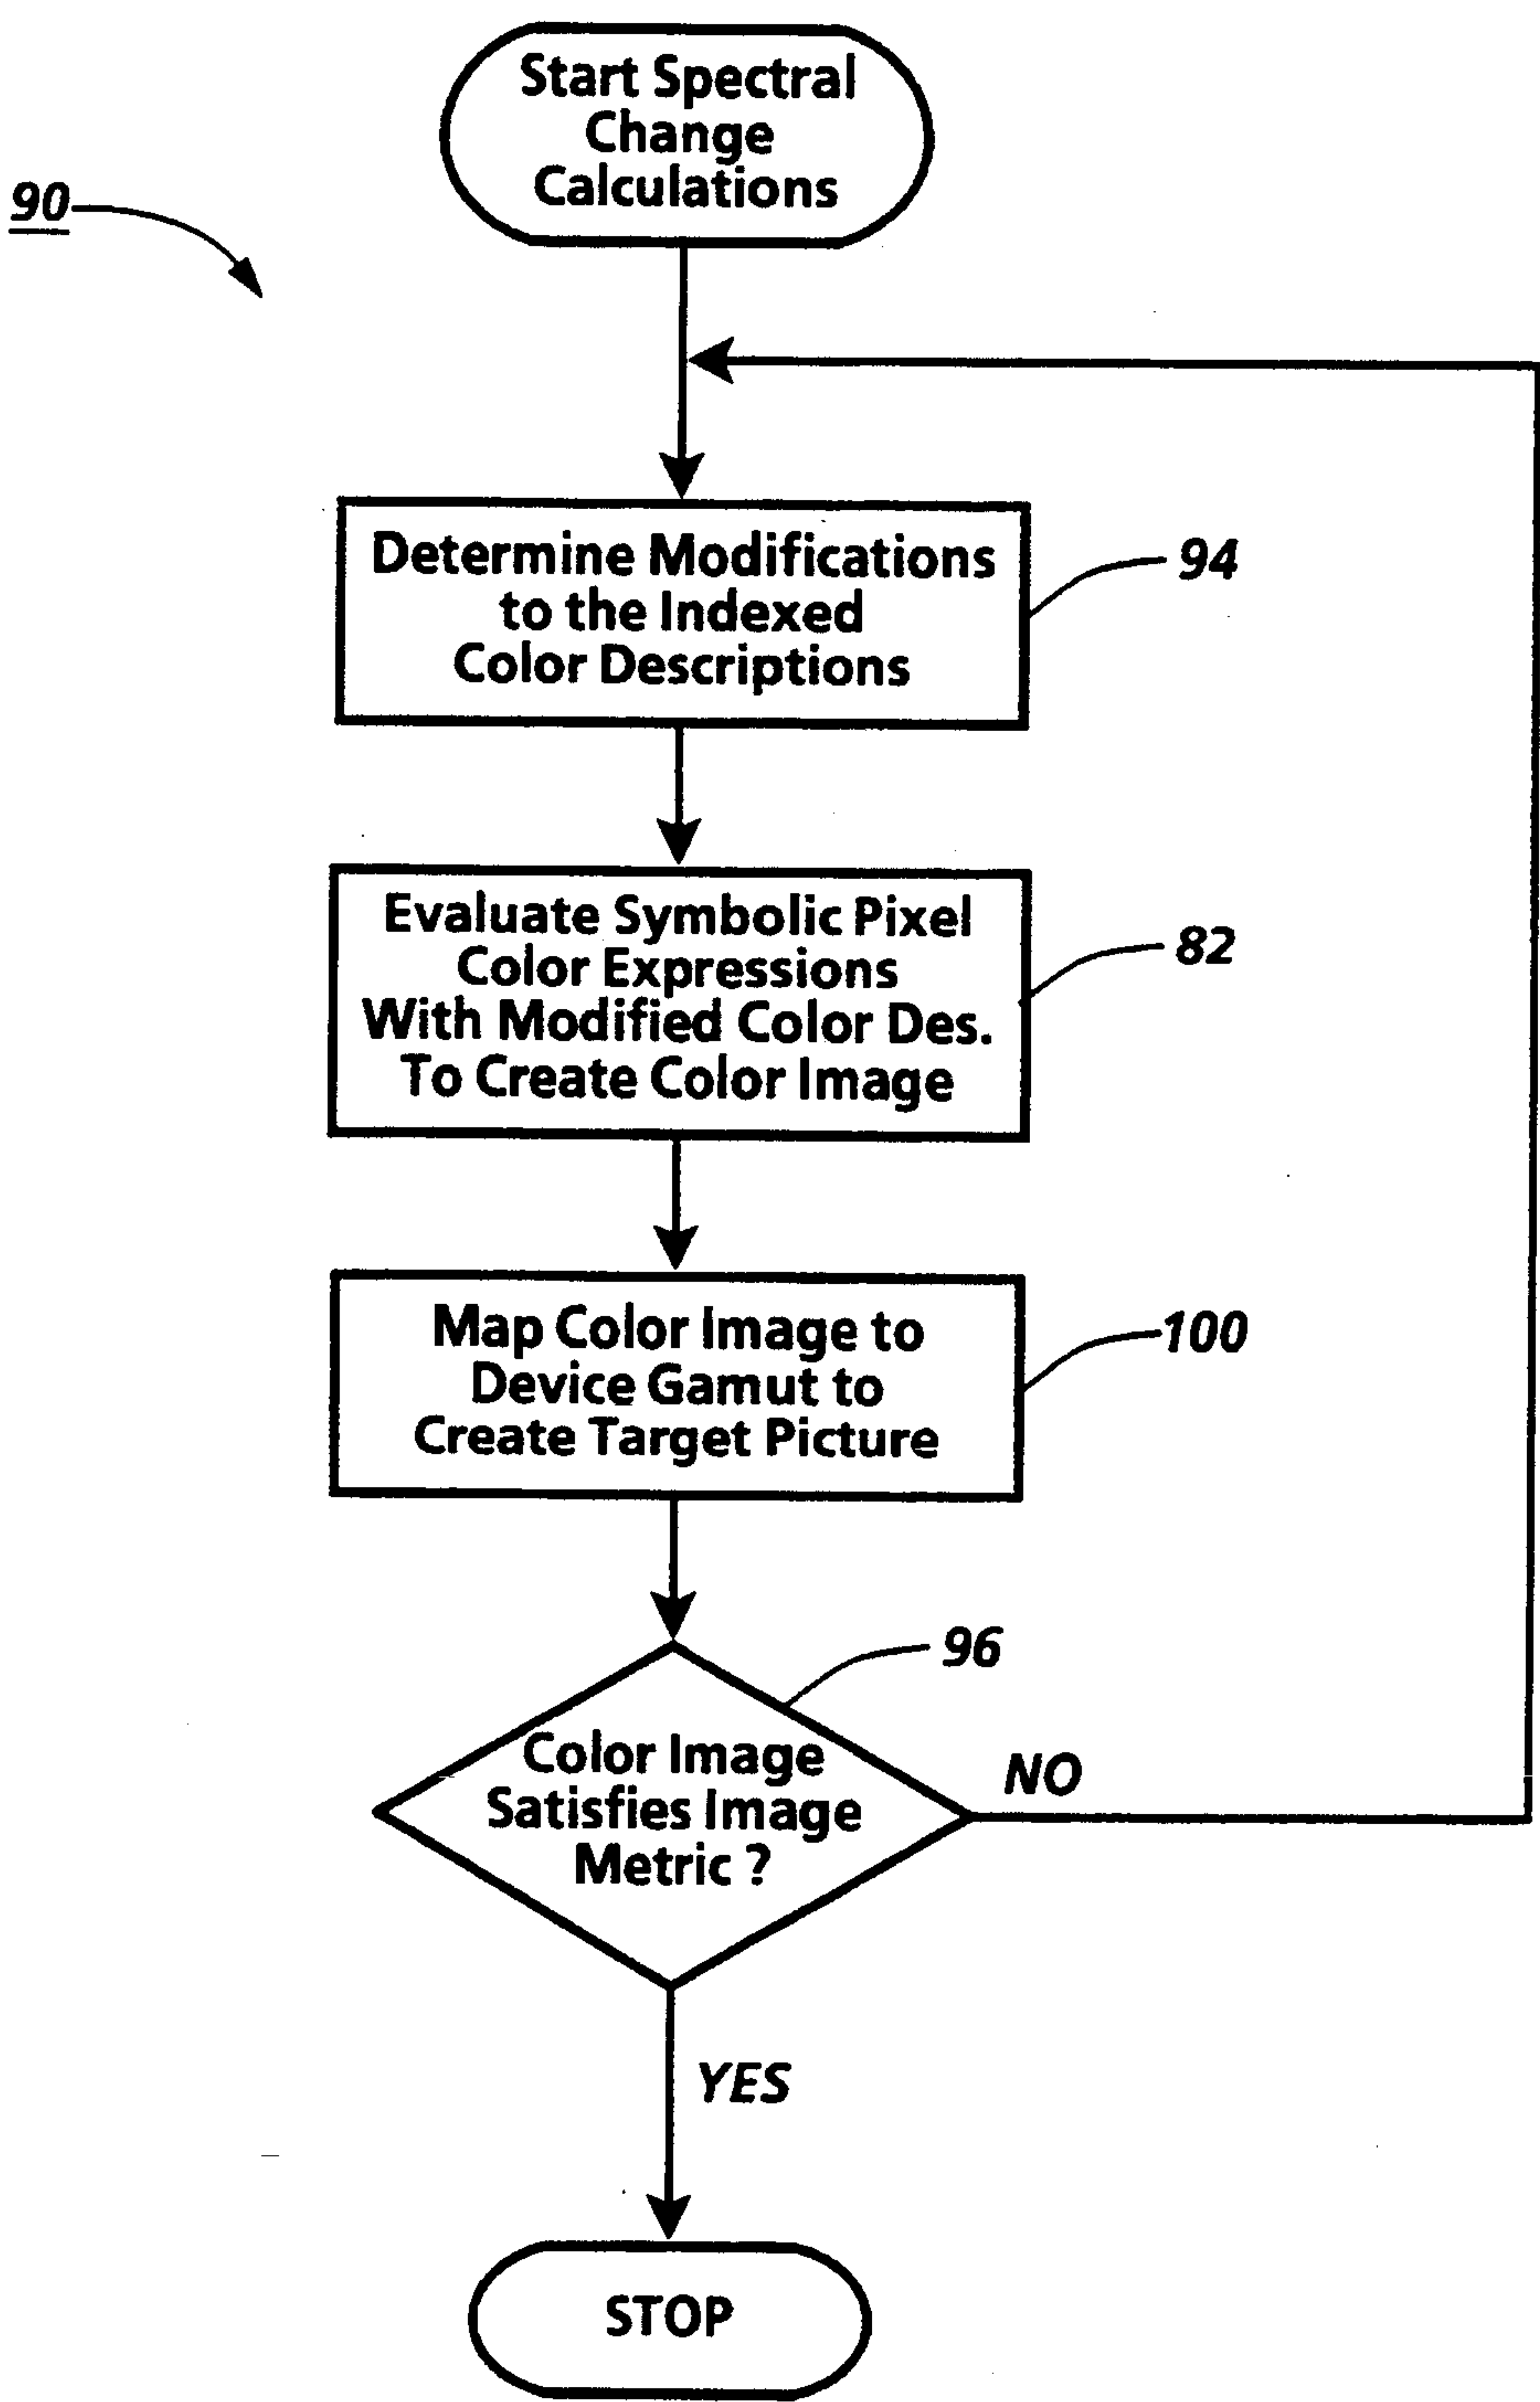 Start Spectral
Change
Calculations
90
Determine Modifications
to the Indexed
Color Descriptions
94
Evaluate Symbolic Pixel
Color Expressions
With Modified Color Des.
To Create Color Image
82
Map Color Image to
Device Gamut to
Create Target Picture
100
96
Color Image
Satisfies Image
Metric ?
NO
YES
STOP